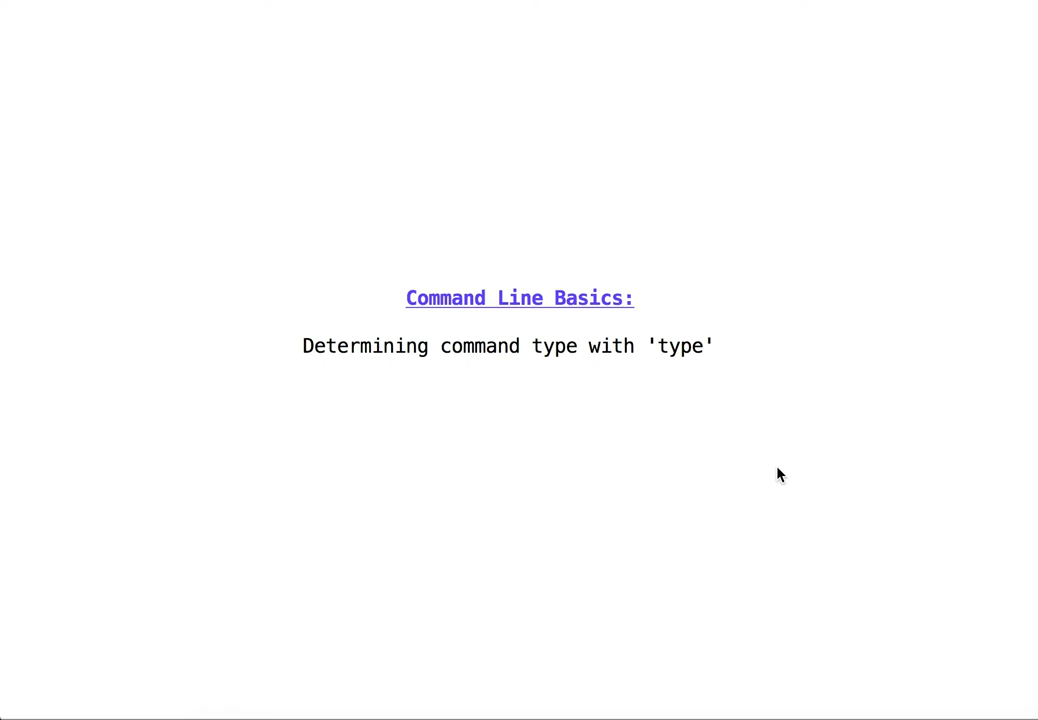 Command Line Basics:
Determining command type with 'type'